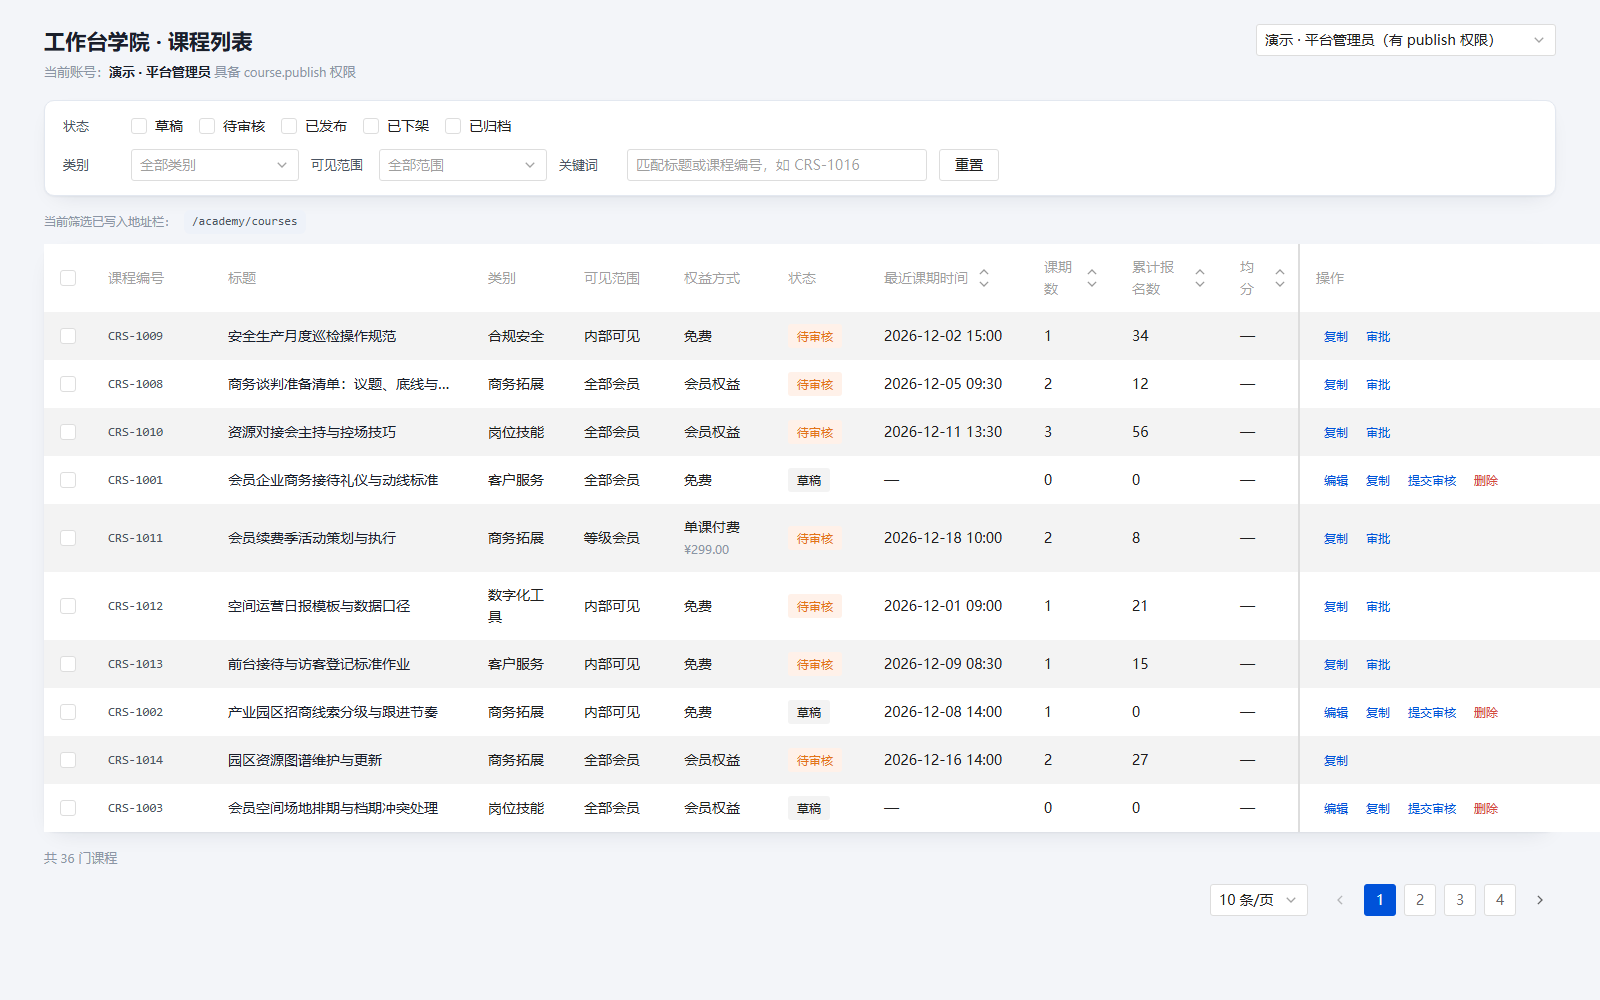 工作台学院 · 课程列表
演示 · 平台管理员（有 publish 权限）
当前账号：演示 · 平台管理员 具备 course.publish 权限
状态 草稿 待审核 已发布 已下架 已归档
类别 全部类别 可见范围 全部范围 关键词 匹配标题或课程编号，如 CRS-1016 重置
当前筛选已写入地址栏： /academy/courses
课程编号 标题 类别 可见范围 权益方式 状态 最近课期时间 课期数 累计报名数 均分 操作
CRS-1009 安全生产月度巡检操作规范 合规安全 内部可见 免费 待审核 2026-12-02 15:00 1 34 — 复制 审批
CRS-1008 商务谈判准备清单：议题、底线与... 商务拓展 全部会员 会员权益 待审核 2026-12-05 09:30 2 12 — 复制 审批
CRS-1010 资源对接会主持与控场技巧 岗位技能 全部会员 会员权益 待审核 2026-12-11 13:30 3 56 — 复制 审批
CRS-1001 会员企业商务接待礼仪与动线标准 客户服务 全部会员 免费 草稿 — 0 0 — 编辑 复制 提交审核 删除
CRS-1011 会员续费季活动策划与执行 商务拓展 等级会员 单课付费 ¥299.00 待审核 2026-12-18 10:00 2 8 — 复制 审批
CRS-1012 空间运营日报模板与数据口径 数字化工具 内部可见 免费 待审核 2026-12-01 09:00 1 21 — 复制 审批
CRS-1013 前台接待与访客登记标准作业 客户服务 内部可见 免费 待审核 2026-12-09 08:30 1 15 — 复制 审批
CRS-1002 产业园区招商线索分级与跟进节奏 商务拓展 内部可见 免费 草稿 2026-12-08 14:00 1 0 — 编辑 复制 提交审核 删除
CRS-1014 园区资源图谱维护与更新 商务拓展 全部会员 会员权益 待审核 2026-12-16 14:00 2 27 — 复制
CRS-1003 会员空间场地排期与档期冲突处理 岗位技能 全部会员 会员权益 草稿 — 0 0 — 编辑 复制 提交审核 删除
共 36 门课程
10 条/页 1 2 3 4